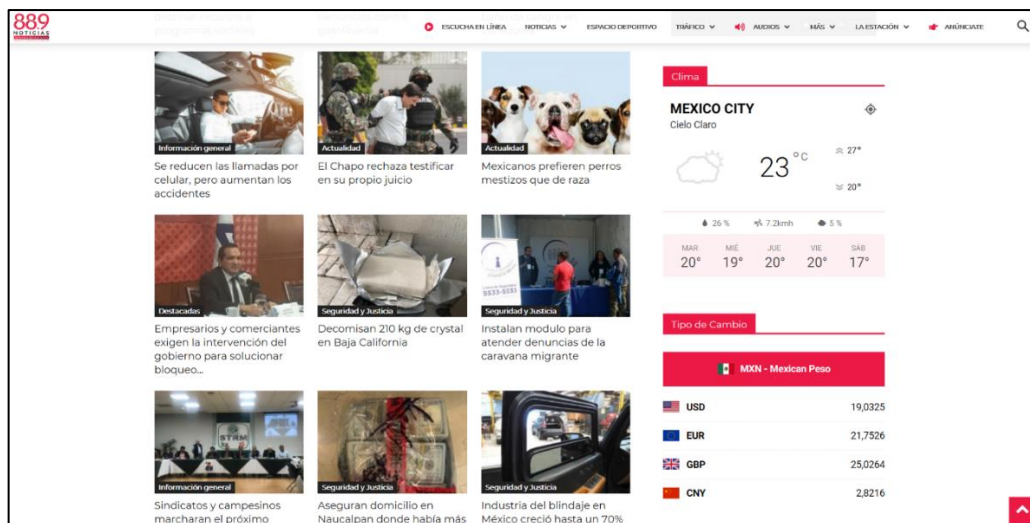 889
NOTICIAS
ESCUCHA EN LÍNEA
NOTICIAS
ESPACIO DEPORTIVO
TRÁFICO
AUDIOS
MÁS
LA ESTACIÓN
ANÚNCIATE
Información general
Se reducen las llamadas por
celular, pero aumentan los
accidentes
Actualidad
El Chapo rechaza testificar
en su propio juicio
Actualidad
Mexicanos prefieren perros
mestizos que de raza
Destacadas
Empresarios y comerciantes
exigen la intervención del
gobierno para solucionar
bloqueo...
Seguridad y Justicia
Decomisan 210 kg de crystal
en Baja California
5533-5533
Seguridad y Justicia
Instalan modulo para
atender denuncias de la
caravana migrante
STRM
Información general
Sindicatos y campesinos
marcharan el próximo
Seguridad y Justicia
Aseguran domicilio en
Naucalpan donde había más
Seguridad y Justicia
Industria del blindaje en
México creció hasta un 70%
Clima
MEXICO CITY
Cielo Claro
23 °C
27°
20°
26 %
7.2kmh
5 %
MAR MIÉ JUE VIE SÁB
20° 19° 20° 20° 17°
Tipo de Cambio
MXN - Mexican Peso
USD 19,0325
EUR 21,7526
GBP 25,0264
CNY 2,8216